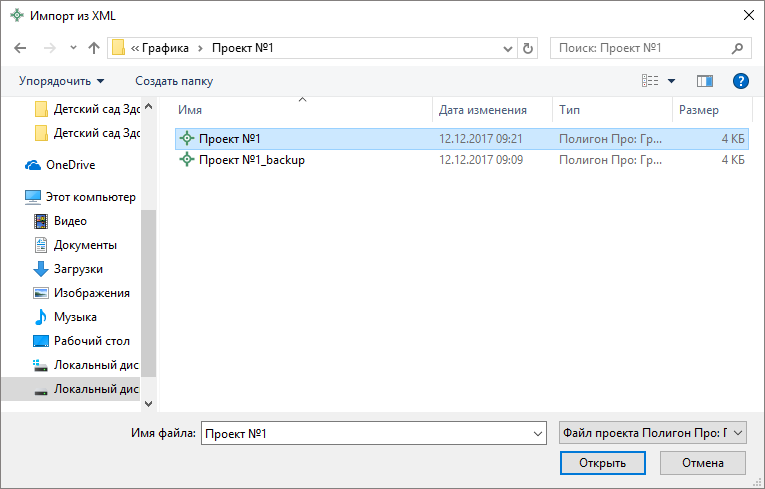 Импорт из XML
« Графика › Проект №1
Поиск: Проект №1
Упорядочить
Создать папку
Имя Дата изменения Тип Размер
Детский сад Здо
Детский сад Здо
OneDrive
Этот компьютер
Видео
Документы
Загрузки
Изображения
Музыка
Рабочий стол
Локальный дис
Локальный дис
Проект №1 12.12.2017 09:21 Полигон Про: Гр... 4 КБ
Проект №1_backup 12.12.2017 09:09 Полигон Про: Гр... 4 КБ
Имя файла: Проект №1 Файл проекта Полигон Про: Г
Открыть Отмена